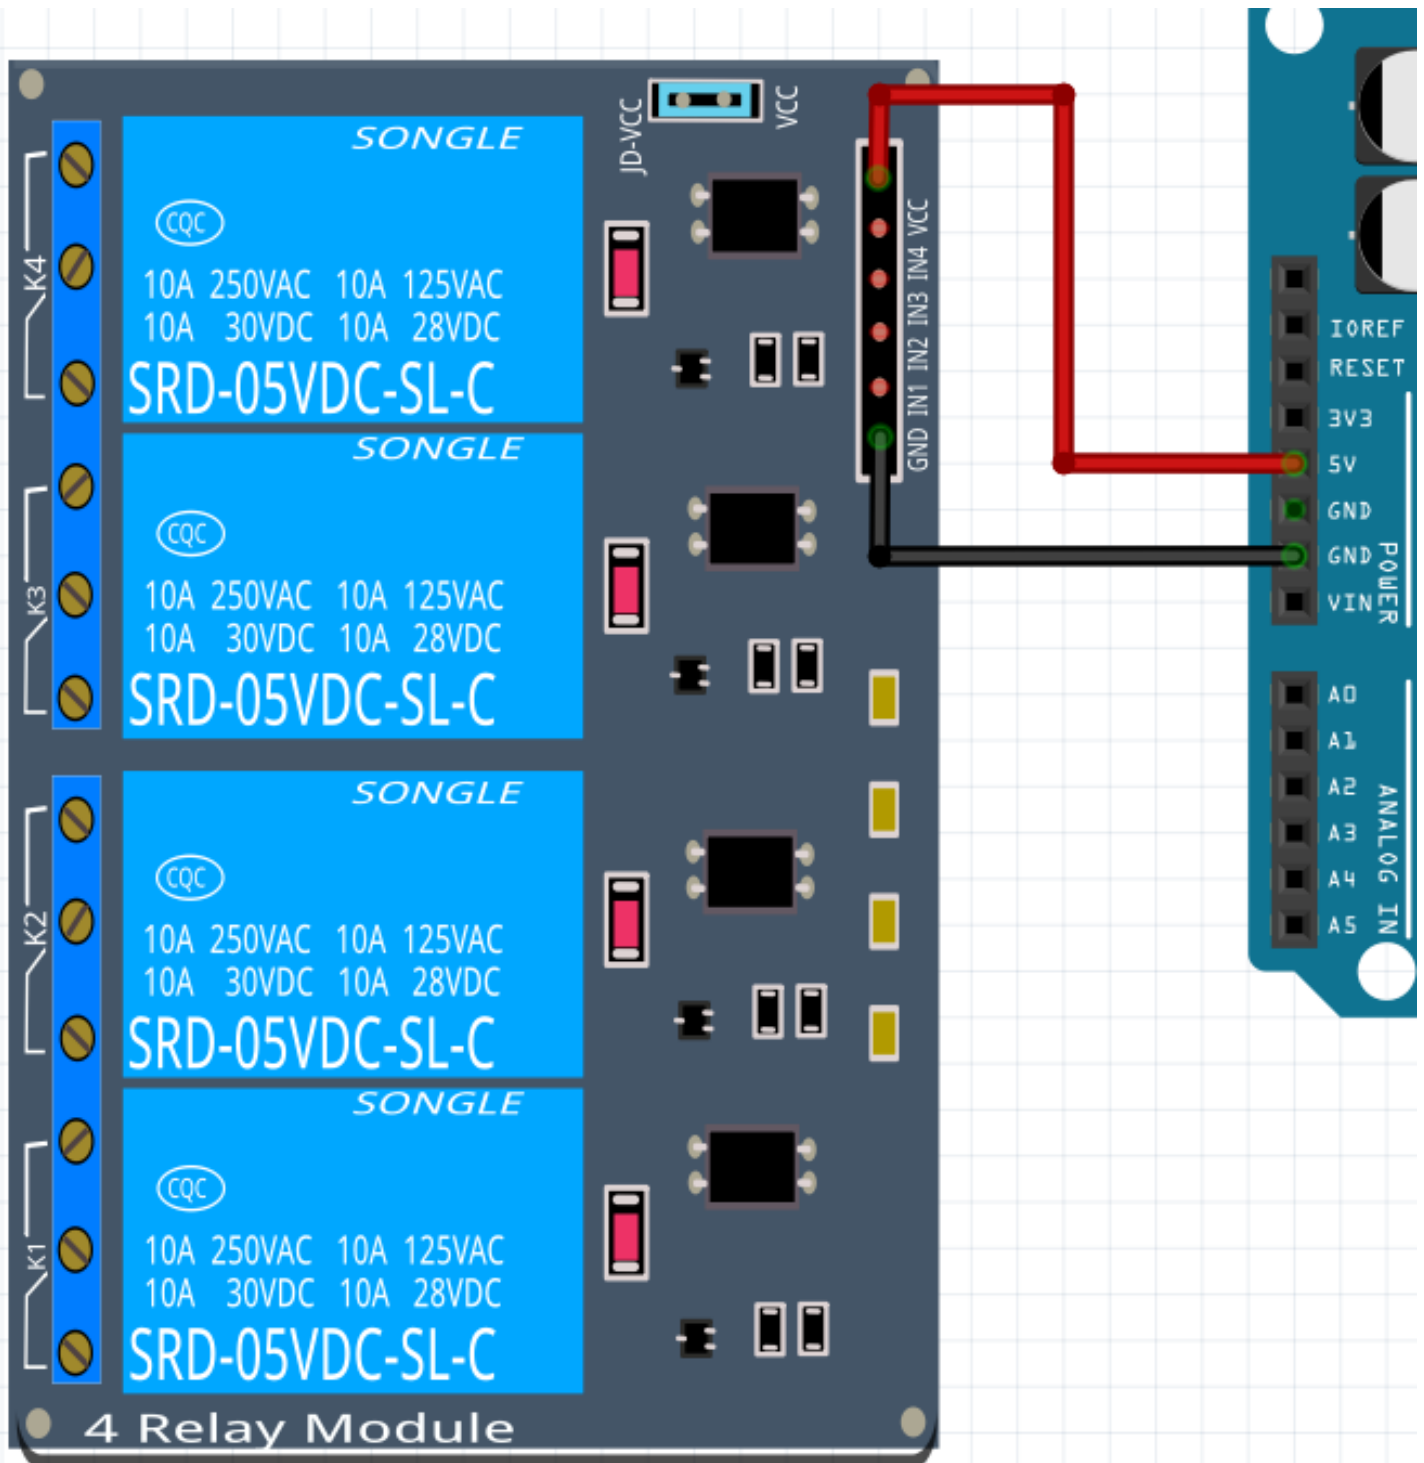 JD-VCC
VCC
GND IN1 IN2 IN3 IN4 VCC
K4
SONGLE
CQC
10A 250VAC 10A 125VAC
10A 30VDC 10A 28VDC
SRD-05VDC-SL-C
K3
SONGLE
CQC
10A 250VAC 10A 125VAC
10A 30VDC 10A 28VDC
SRD-05VDC-SL-C
K2
SONGLE
CQC
10A 250VAC 10A 125VAC
10A 30VDC 10A 28VDC
SRD-05VDC-SL-C
K1
SONGLE
CQC
10A 250VAC 10A 125VAC
10A 30VDC 10A 28VDC
SRD-05VDC-SL-C
4 Relay Module
IOREF
RESET
3V3
5V
GND
GND
VIN
POWER
A0
A1
A2
A3
A4
A5
ANALOG IN